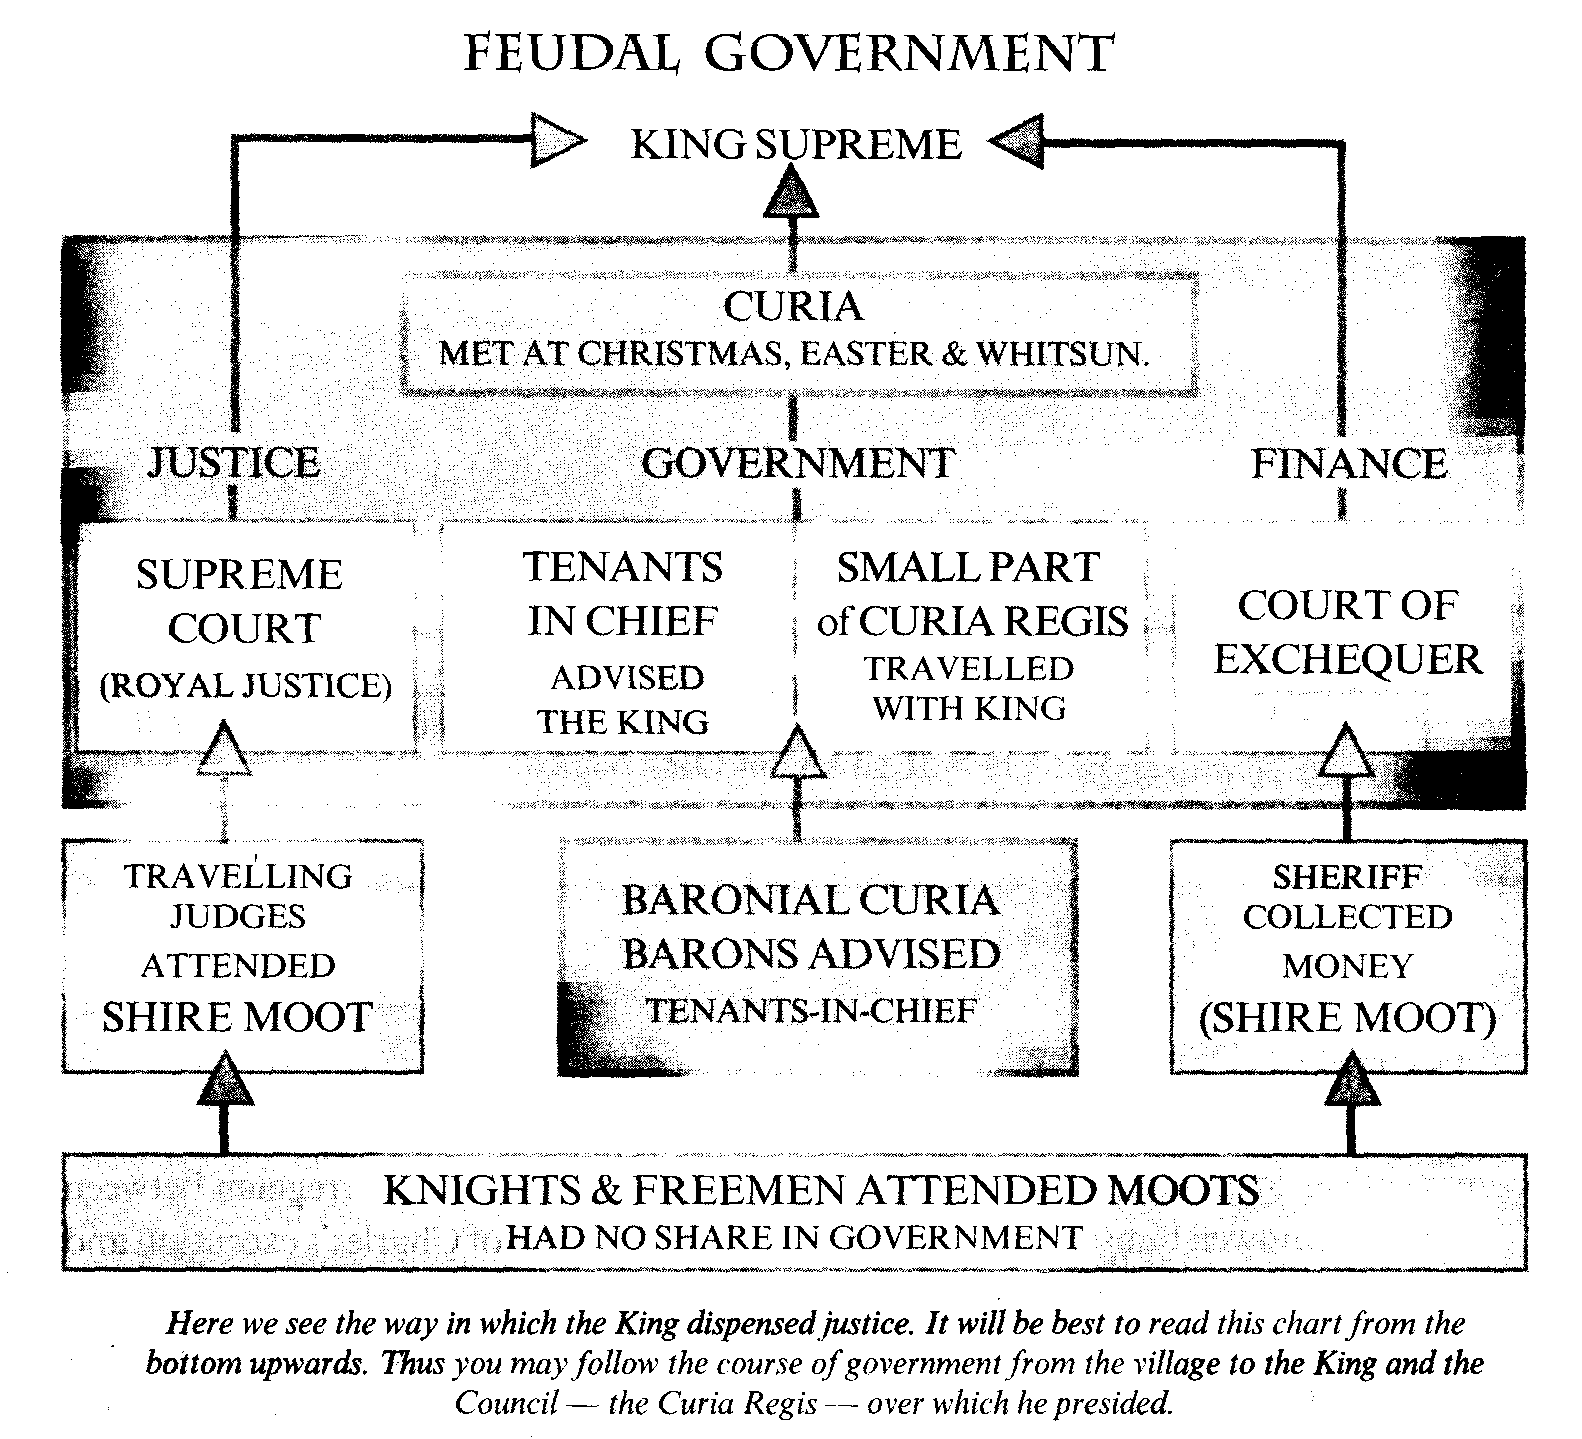 FEUDAL GOVERNMENT
KING SUPREME
CURIA
MET AT CHRISTMAS, EASTER & WHITSUN.
JUSTICE
GOVERNMENT
FINANCE
SUPREME
COURT
(ROYAL JUSTICE)
TENANTS
IN CHIEF
ADVISED
THE KING
SMALL PART
of CURIA REGIS
TRAVELLED
WITH KING
COURT OF
EXCHEQUER
TRAVELLING
JUDGES
ATTENDED
SHIRE MOOT
BARONIAL CURIA
BARONS ADVISED
TENANTS-IN-CHIEF
SHERIFF
COLLECTED
MONEY
(SHIRE MOOT)
KNIGHTS & FREEMEN ATTENDED MOOTS
HAD NO SHARE IN GOVERNMENT
Here we see the way in which the King dispensed justice. It will be best to read this chart from the
bottom upwards. Thus you may follow the course of government from the village to the King and the
Council — the Curia Regis — over which he presided.